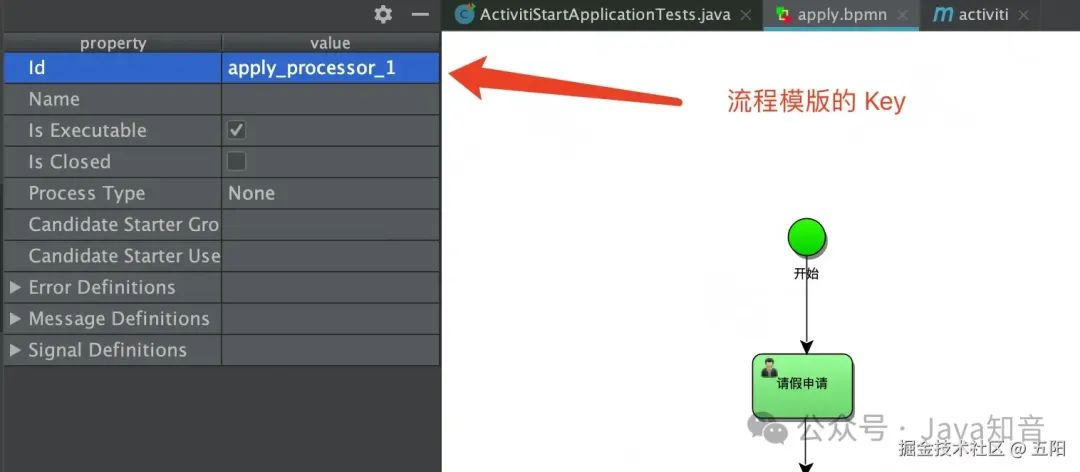 ActivitiStartApplicationTests.java
apply.bpmn
activiti
property value
Id apply_processor_1
Name
Is Executable
Is Closed
Process Type None
Candidate Starter Gro
Candidate Starter Use
Error Definitions
Message Definitions
Signal Definitions
流程模版的 Key
开始
请假申请
公众号 · Java知音
掘金技术社区 @ 五阳